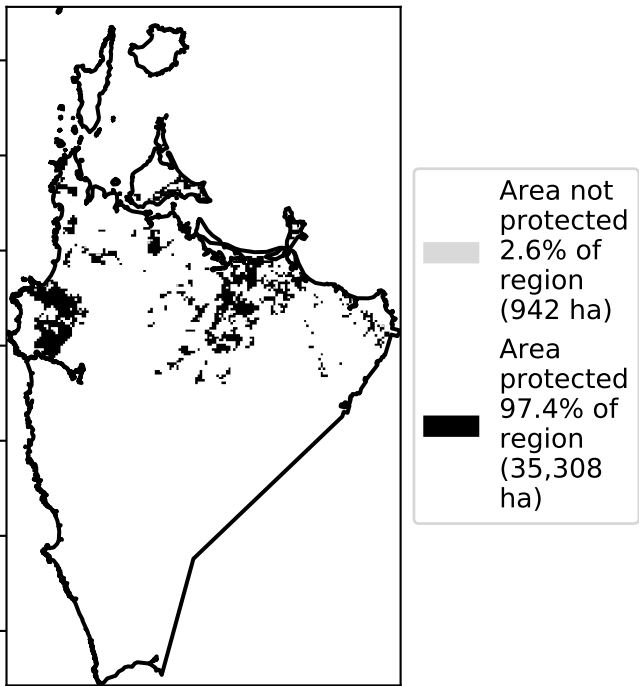 Area not
protected
2.6% of
region
(942 ha)
Area
protected
97.4% of
region
(35,308
ha)